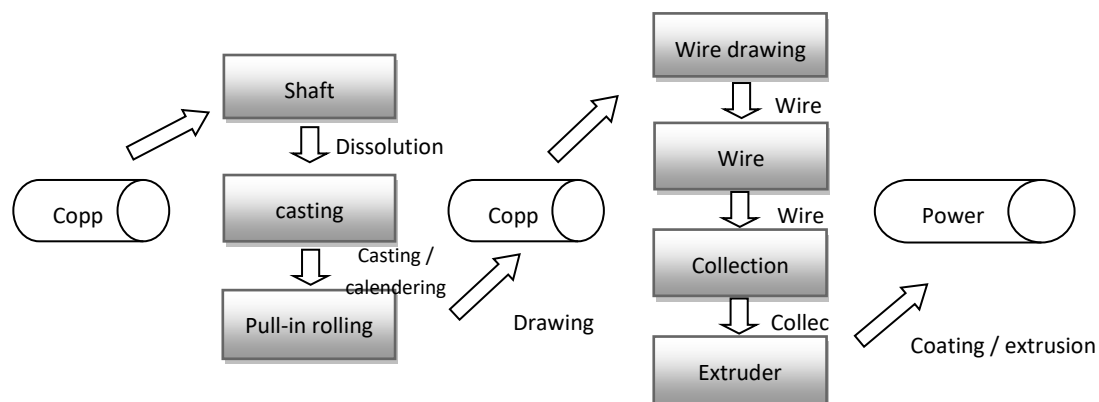 Copp
Shaft
Dissolution
casting
Casting /
calendering
Pull-in rolling
Drawing
Copp
Wire drawing
Wire
Wire
Wire
Collection
Collec
Extruder
Coating / extrusion
Power